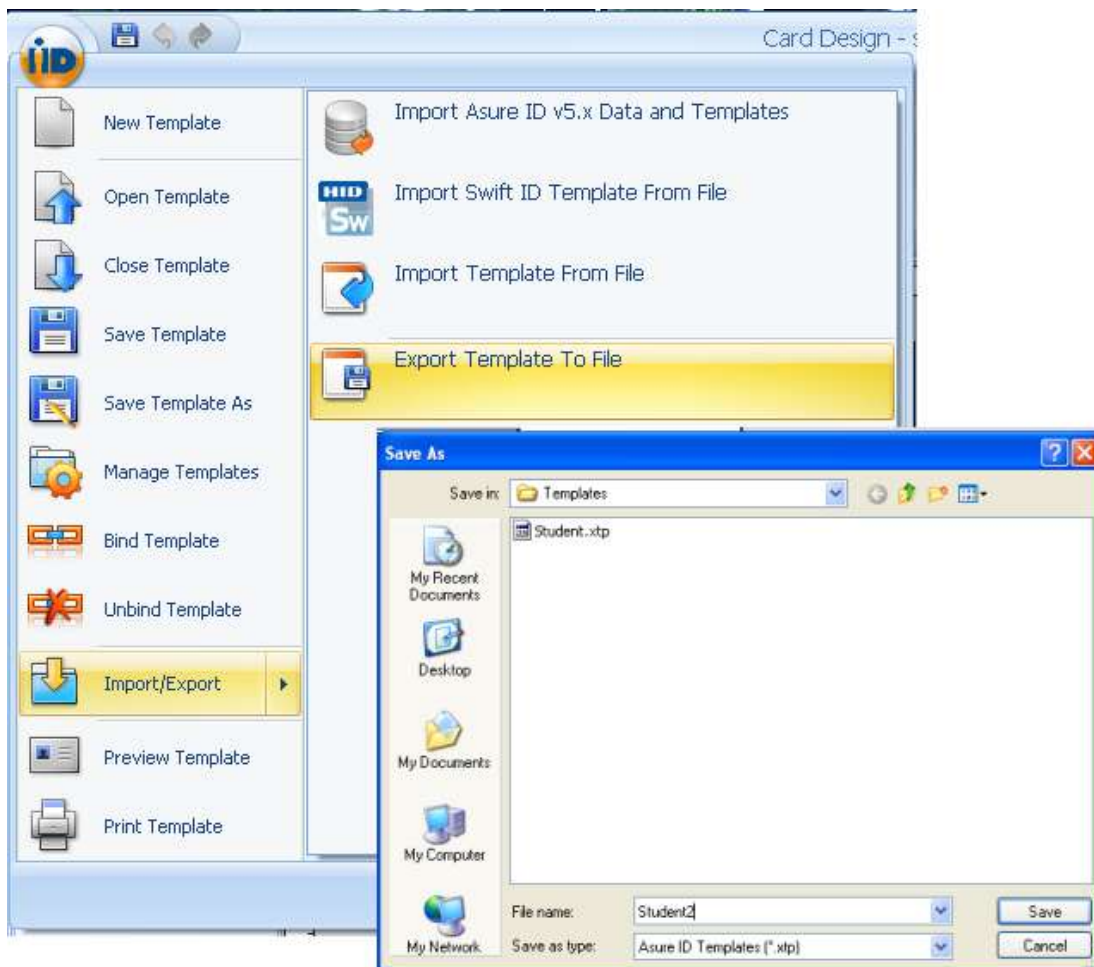 iID
Card Design - s
New Template
Open Template
Close Template
Save Template
Save Template As
Manage Templates
Bind Template
Unbind Template
Import/Export
Preview Template
Print Template
Import Asure ID v5.x Data and Templates
HID
Sw
Import Swift ID Template From File
Import Template From File
Export Template To File
Save As
Save in:
Templates
Student.xtp
My Recent
Documents
Desktop
My Documents
My Computer
My Network
File name:
Student2
Save
Save as type:
Asure ID Templates (*.xtp)
Cancel